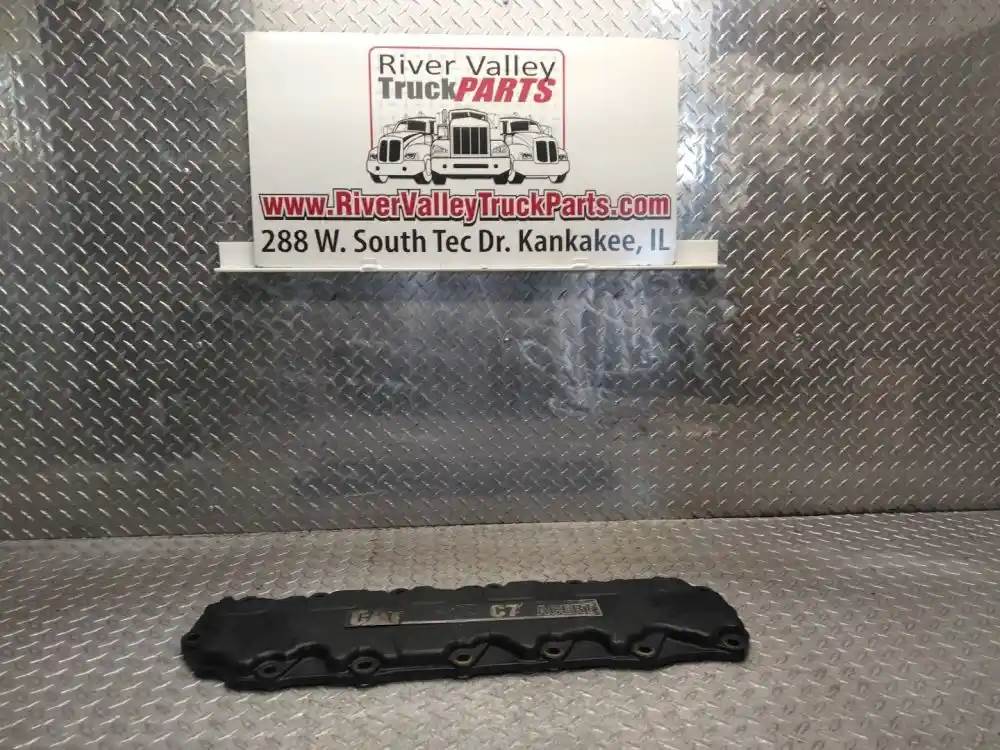 River Valley
TruckPARTS
www.RiverValleyTruckParts.com
288 W. South Tec Dr. Kankakee, IL
CAT C7